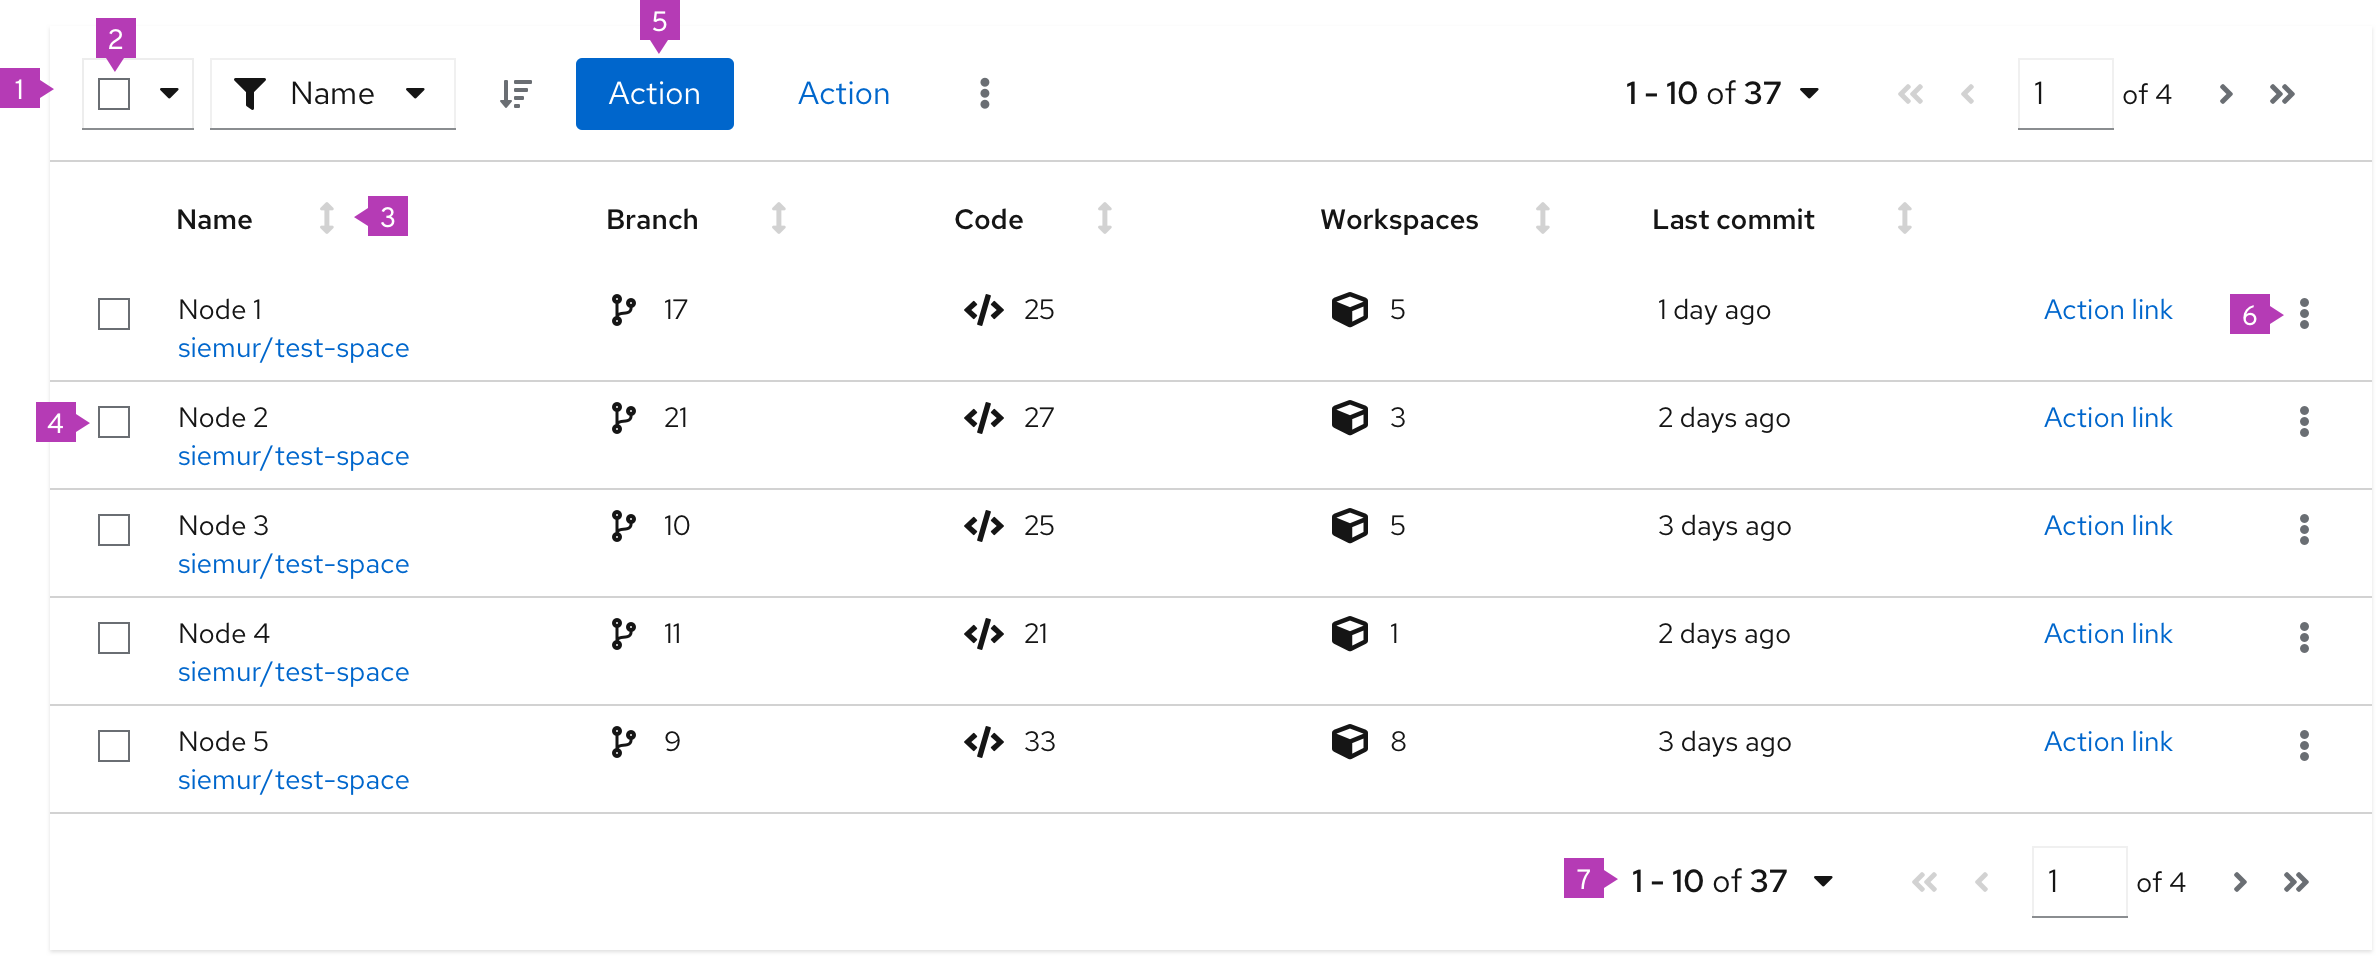 5
2
1
Name
Action
Action
1 - 10 of 37
1
of 4
Name
3
Branch
Code
Workspaces
Last commit
Node 1
17
25
5
1 day ago
Action link
6
siemur/test-space
4
Node 2
21
27
3
2 days ago
Action link
siemur/test-space
Node 3
10
25
5
3 days ago
Action link
siemur/test-space
Node 4
11
21
1
2 days ago
Action link
siemur/test-space
Node 5
9
33
8
3 days ago
Action link
siemur/test-space
7
1 - 10 of 37
1
of 4